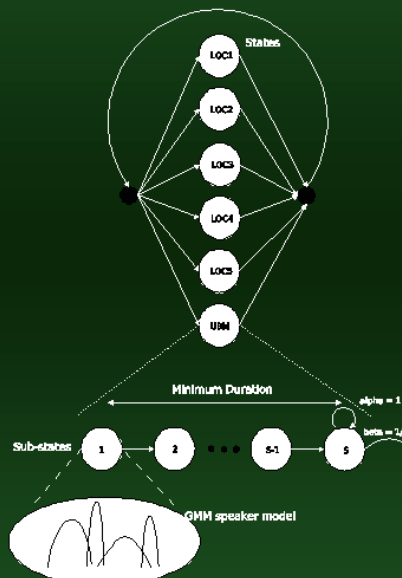 States
LOC1
LOC2
LOC3
LOC4
LOC5
UBM
Minimum Duration
alpha = 1
Sub-states
1
2
S-1
S
beta =
GMM speaker model